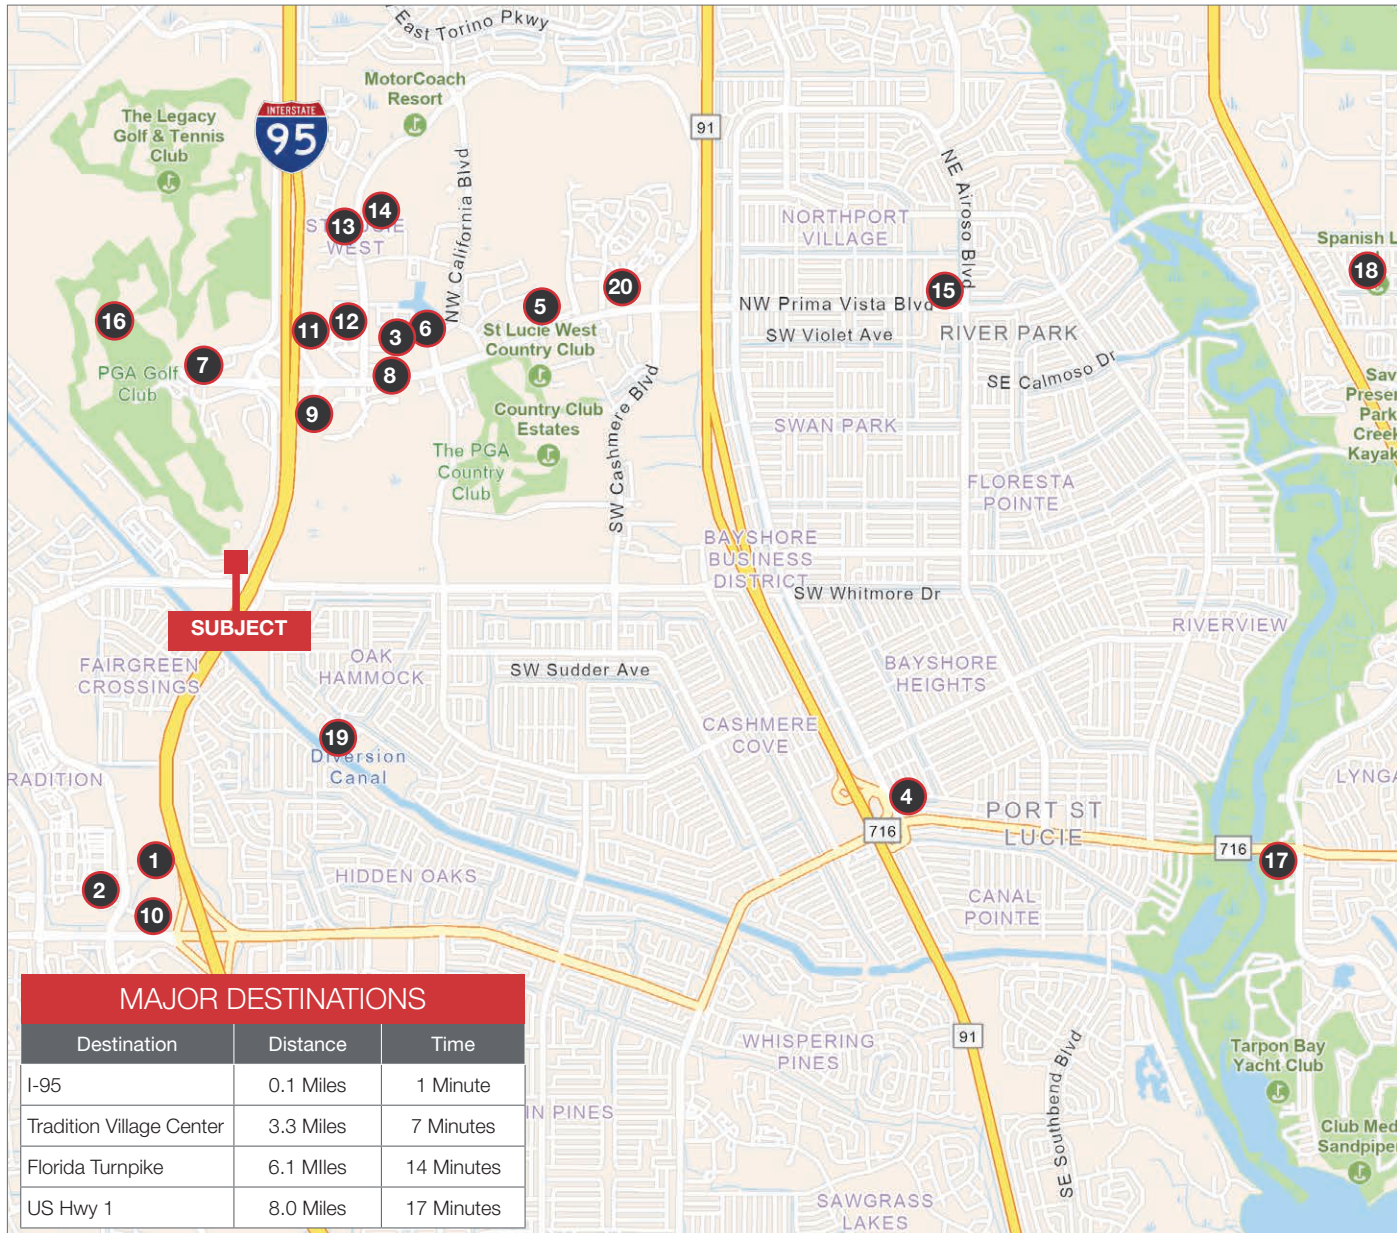 East Torino Pkwy
MotorCoach
Resort
The Legacy
Golf & Tennis
Club
INTERSTATE
95
91
NW California Blvd
NE Airoso Blvd
14
13
WEST
NORTHPORT
VILLAGE
Spanish L
18
20
15
5
16
11
12
3
6
NW Prima Vista Blvd
SW Violet Ave
RIVER PARK
St Lucie West
Country Club
7
8
PGA Golf
Club
SE Calmoso Dr
Sav
Preser
Park
Creek
Kayak
9
Country Club
Estates
SW Cashmere Blvd
SWAN PARK
The PGA
Country
Club
FLORESTA
POINTE
BAYSHORE
BUSINESS
DISTRICT
SW Whitmore Dr
SUBJECT
RIVERVIEW
FAIRGREEN
CROSSINGS
OAK
HAMMOCK
SW Sudder Ave
BAYSHORE
HEIGHTS
CASHMERE
COVE
19
Diversion
Canal
RADITION
LYNGA
4
PORT ST
LUCIE
716
716
17
1
2
10
HIDDEN OAKS
CANAL
POINTE
MAJOR DESTINATIONS
Destination Distance Time
I-95 0.1 Miles 1 Minute
Tradition Village Center 3.3 Miles 7 Minutes
Florida Turnpike 6.1 MIles 14 Minutes
US Hwy 1 8.0 Miles 17 Minutes
WHISPERING
PINES
91
SE Southbend Blvd
Tarpon Bay
Yacht Club
IN PINES
Club Med
Sandpiper
SAWGRASS
LAKES